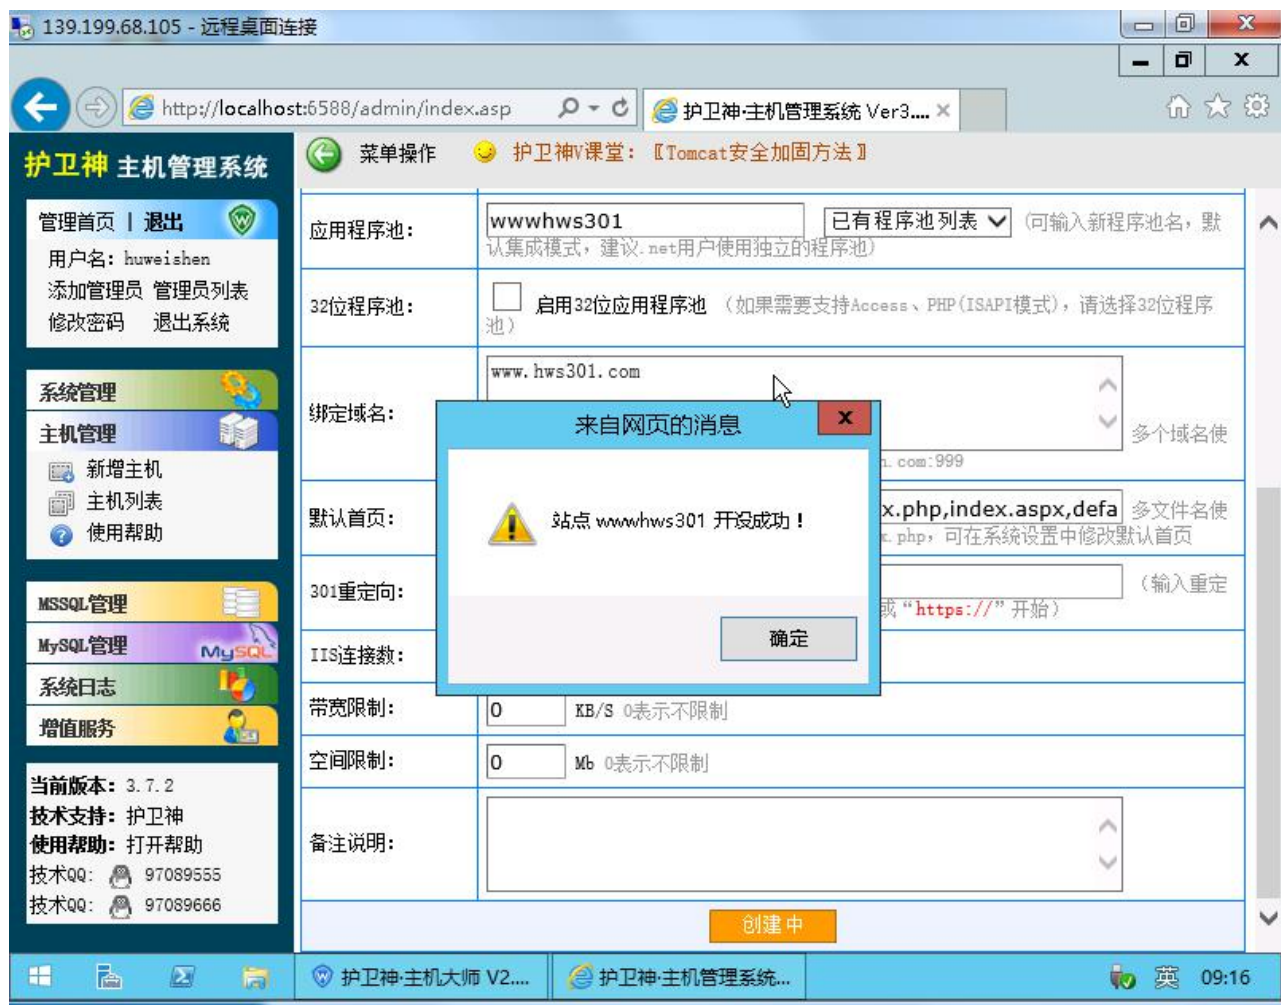 139.199.68.105 - 远程桌面连接
http://localhost:6588/admin/index.asp
护卫神·主机管理系统 Ver3....
护卫神 主机管理系统
菜单操作
护卫神V课堂：〖Tomcat安全加固方法〗
管理首页 | 退出
用户名: huweishen
添加管理员 管理员列表
修改密码 退出系统
系统管理
主机管理
新增主机
主机列表
使用帮助
MSSQL管理
MySQL管理
MySQL
系统日志
增值服务
当前版本: 3.7.2
技术支持: 护卫神
使用帮助: 打开帮助
技术QQ: 97089555
技术QQ: 97089666
应用程序池:
wwwhws301
已有程序池列表
(可输入新程序池名，默
认集成模式，建议.net用户使用独立的程序池)
32位程序池:
启用32位应用程序池 (如果需要支持Access、PHP(ISAPI模式)，请选择32位程序
池)
绑定域名:
www.hws301.com
多个域名使
com:999
默认首页:
x.php,index.aspx,defa
多文件名使
php，可在系统设置中修改默认首页
301重定向:
(输入重定
或“https://”开始)
IIS连接数:
带宽限制:
0 KB/S 0表示不限制
空间限制:
0 Mb 0表示不限制
备注说明:
创建中
来自网页的消息
x
站点 wwwhws301 开设成功！
确定
护卫神·主机大师 V2....
护卫神·主机管理系统...
英
09:16